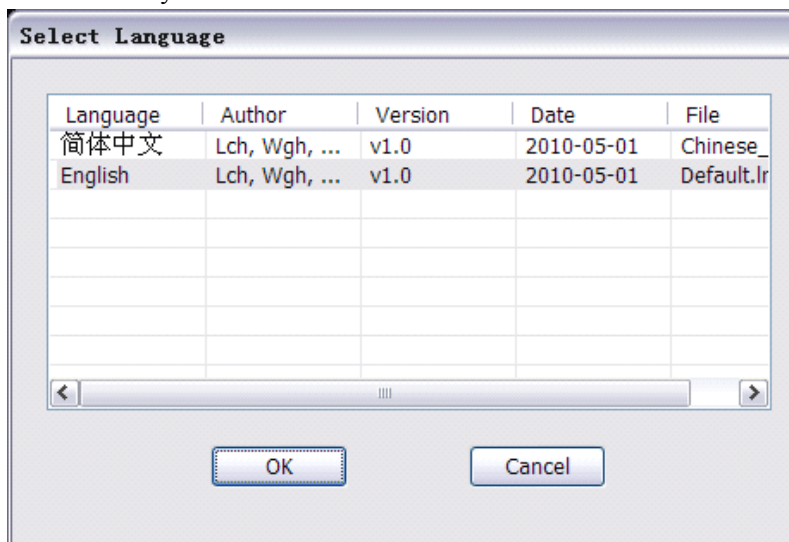 Select Language
Language Author Version Date File
简体中文 Lch, Wgh, ... v1.0 2010-05-01 Chinese_
English Lch, Wgh, ... v1.0 2010-05-01 Default.lr
OK Cancel